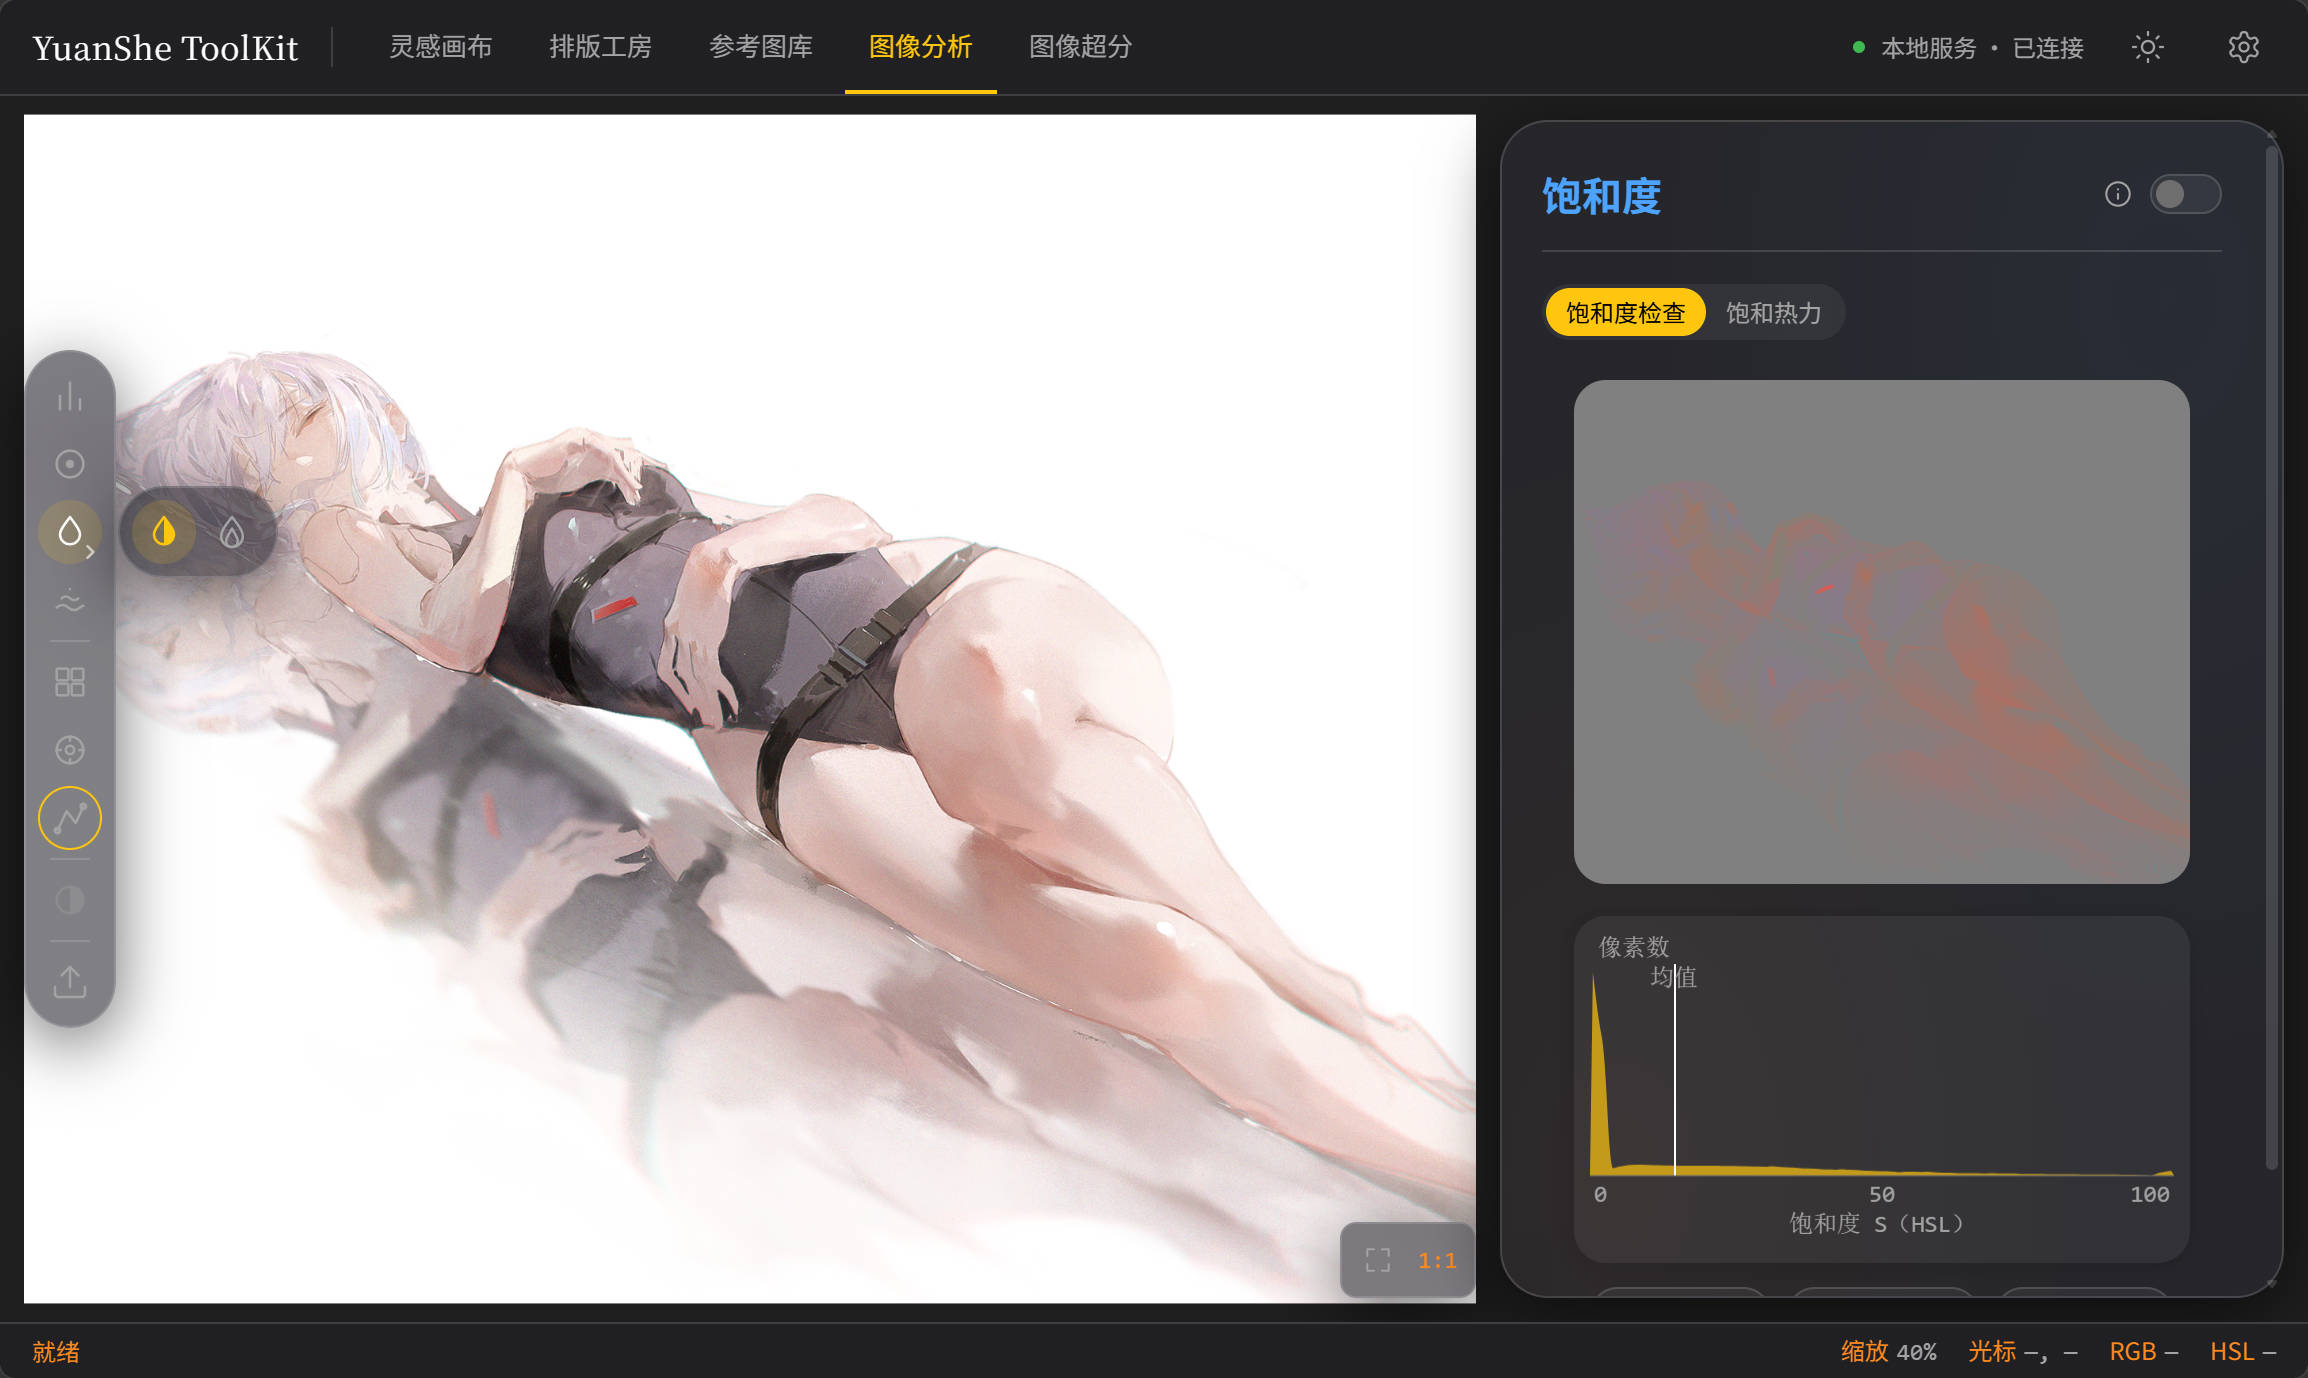 YuanShe ToolKit
灵感画布
排版工房
参考图库
图像分析
图像超分
本地服务 • 已连接
饱和度
饱和度检查
饱和热力
像素数
均值
0 50 100
饱和度 S（HSL）
1:1
就绪
缩放 40% 光标 —, — RGB — HSL —